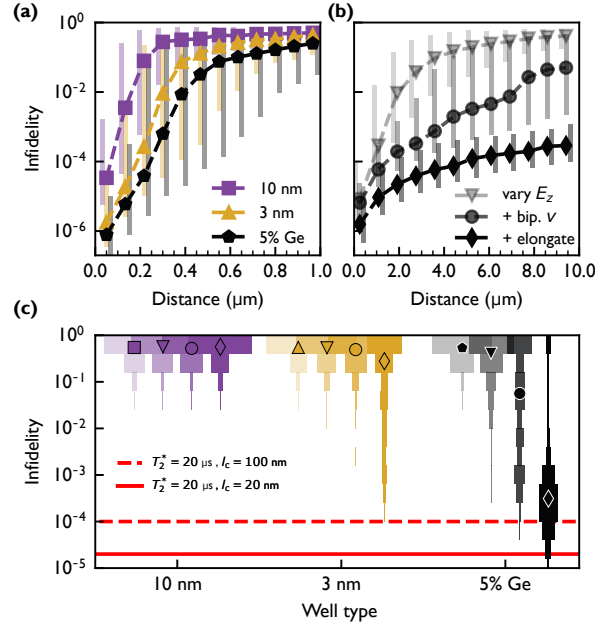 (a)
(b)
10⁰
10⁻²
10⁻⁴
10⁻⁶
Infidelity
10 nm
3 nm
5% Ge
0.0 0.2 0.4 0.6 0.8 1.0
Distance (μm)
vary E_z
+ bip. v
+ elongate
0.0 2.0 4.0 6.0 8.0 10.0
Distance (μm)
(c)
10⁰
10⁻¹
10⁻²
10⁻³
10⁻⁴
10⁻⁵
Infidelity
T₂* = 20 μs , l_c = 100 nm
T₂* = 20 μs , l_c = 20 nm
10 nm 3 nm 5% Ge
Well type